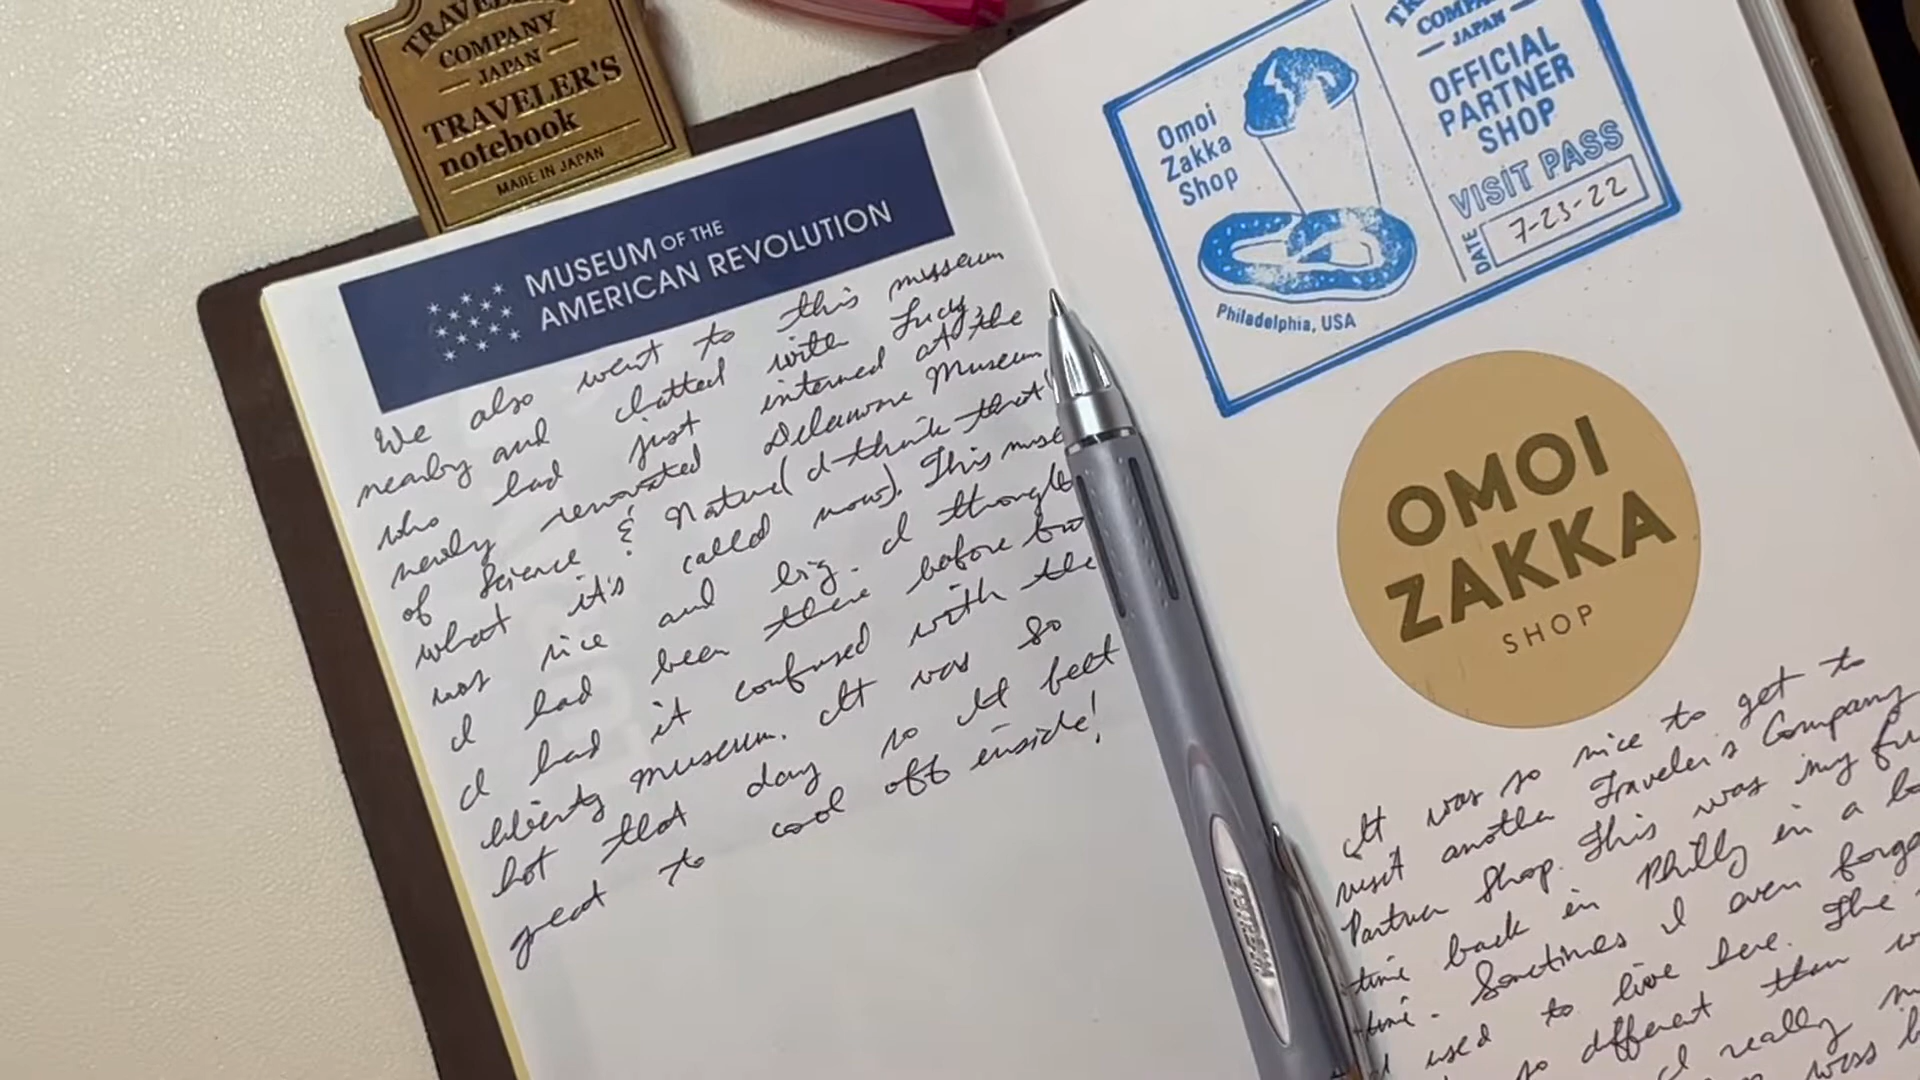 TRAVELER'S
COMPANY
JAPAN
TRAVELER'S
notebook
MADE IN JAPAN
MUSEUM OF THE
AMERICAN REVOLUTION
We also went to this museum
nearby and chatted with Lucy,
who had just interned at the
newly renovated Delaware Museum
of Science & Nature (I think that's
what it's called now). This
was nice and big. I thought
I had been there before but
I had it confused with the
liberty museum. It was so
hot that day so it felt
great to cool off inside!
Omoi
Zakka
Shop
Philadelphia, USA
COMPANY
JAPAN
OFFICIAL
PARTNER
SHOP
VISIT PASS
DATE 7-23-22
OMOI
ZAKKA
SHOP
It was so nice to get to
visit another Traveler's Company
Partner Shop. This was my
time back in Philly in a
time. Sometimes I even
used to live here. The
so different than
I really
was
JETSTREAM